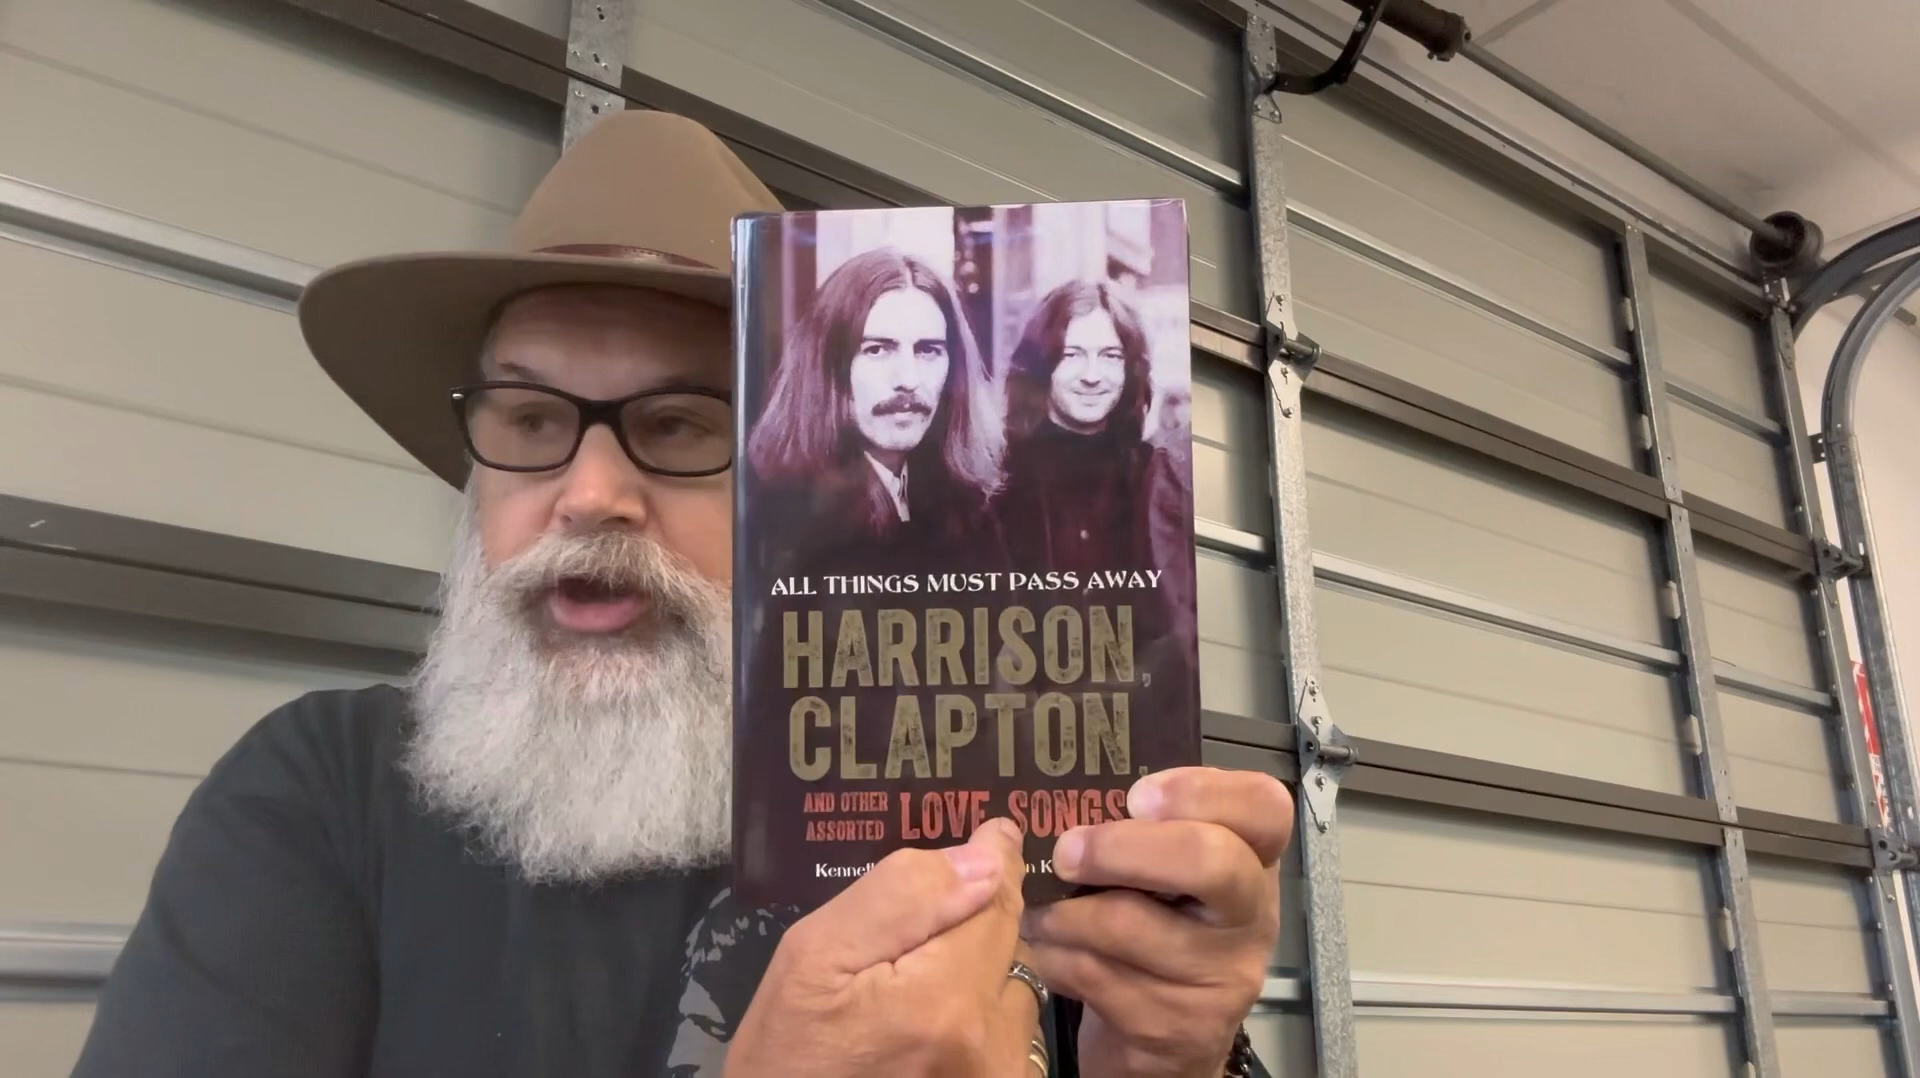 ALL THINGS MUST PASS AWAY
HARRISON,
CLAPTON,
AND OTHER
ASSORTED
LOVE SONGS